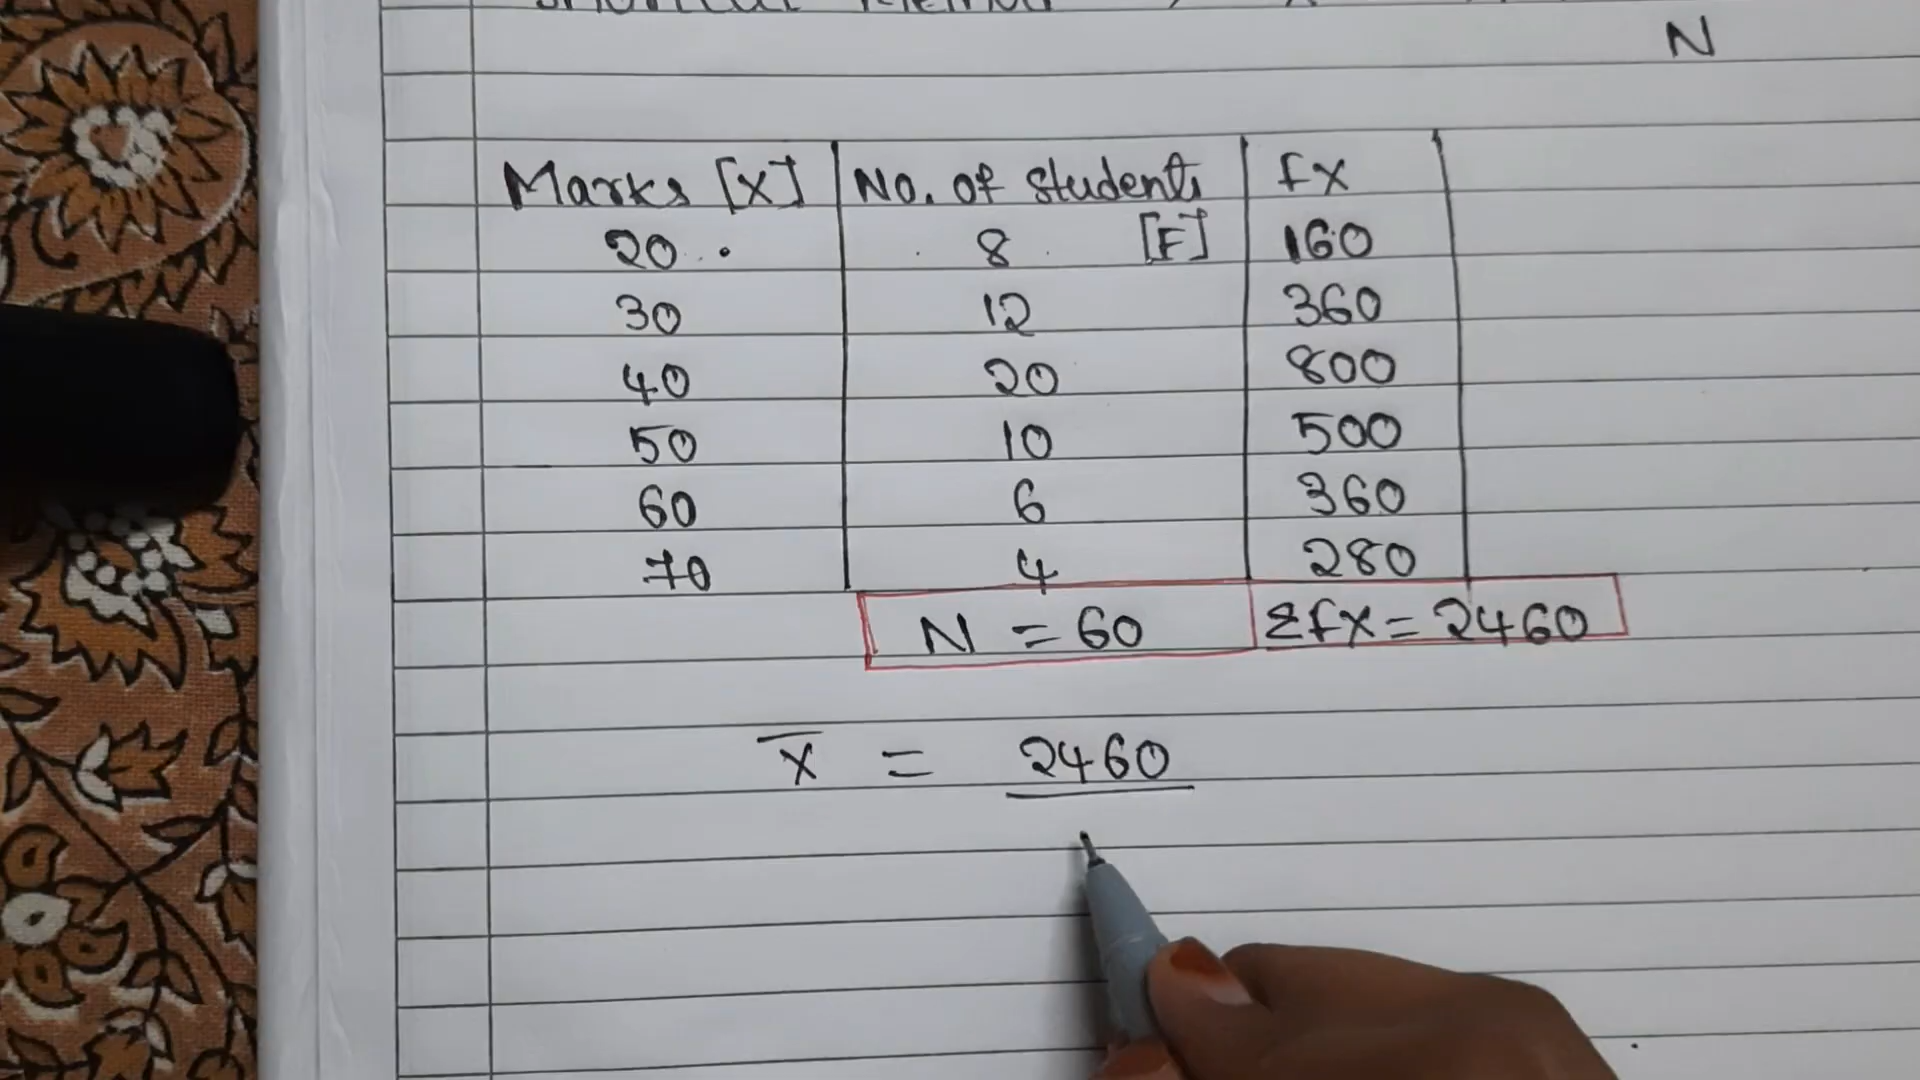 N
Marks [X] No. of Students fx
20 8 [F] 160
30 12 360
40 20 800
50 10 500
60 6 360
70 4 280
N = 60 Σfx = 2460
X̅ = 2460